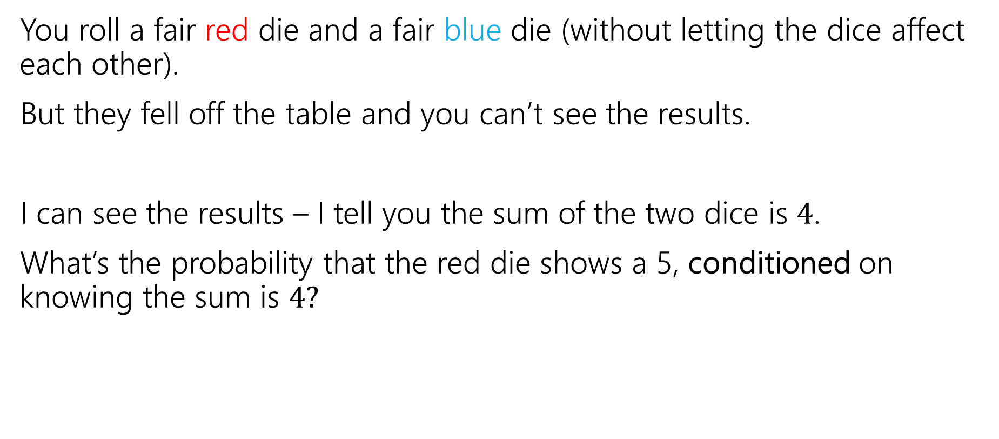 You roll a fair red die and a fair blue die (without letting the dice affect
each other).
But they fell off the table and you can’t see the results.
I can see the results – I tell you the sum of the two dice is 4.
What’s the probability that the red die shows a 5, conditioned on
knowing the sum is 4?